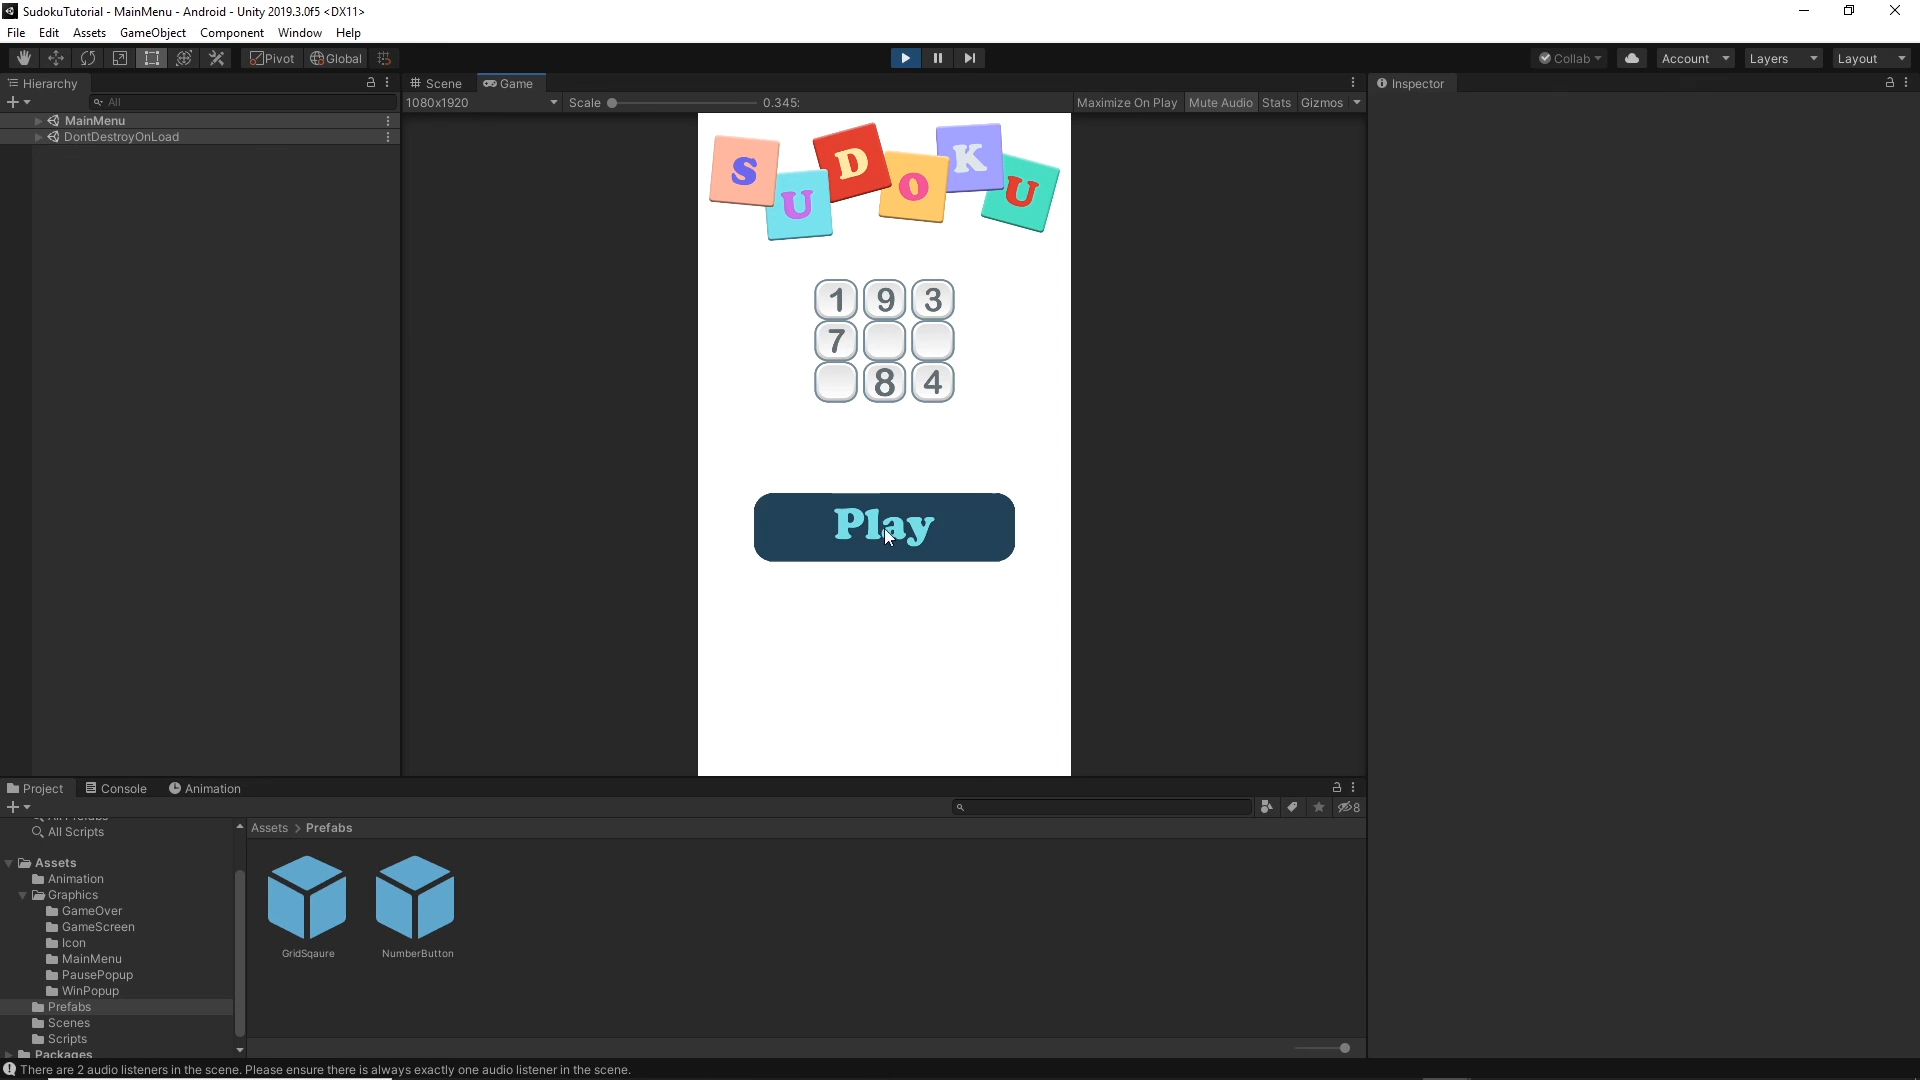 SudokuTutorial - MainMenu - Android - Unity 2019.3.0f5 <DX11>
File Edit Assets GameObject Component Window Help
Pivot Global Collab Account Layers Layout
Hierarchy Scene Game Inspector
All 1080x1920 Scale 0.345: Maximize On Play Mute Audio Stats Gizmos
MainMenu
DontDestroyOnLoad
SUDOKU
1 9 3
7
8 4
Play
Project Console Animation
8
All Scripts
Assets > Prefabs
Assets
Animation
Graphics
GameOver
GameScreen
Icon
MainMenu
PausePopup
WinPopup
Prefabs
Scenes
Scripts
Packages
GridSqaure NumberButton
There are 2 audio listeners in the scene. Please ensure there is always exactly one audio listener in the scene.